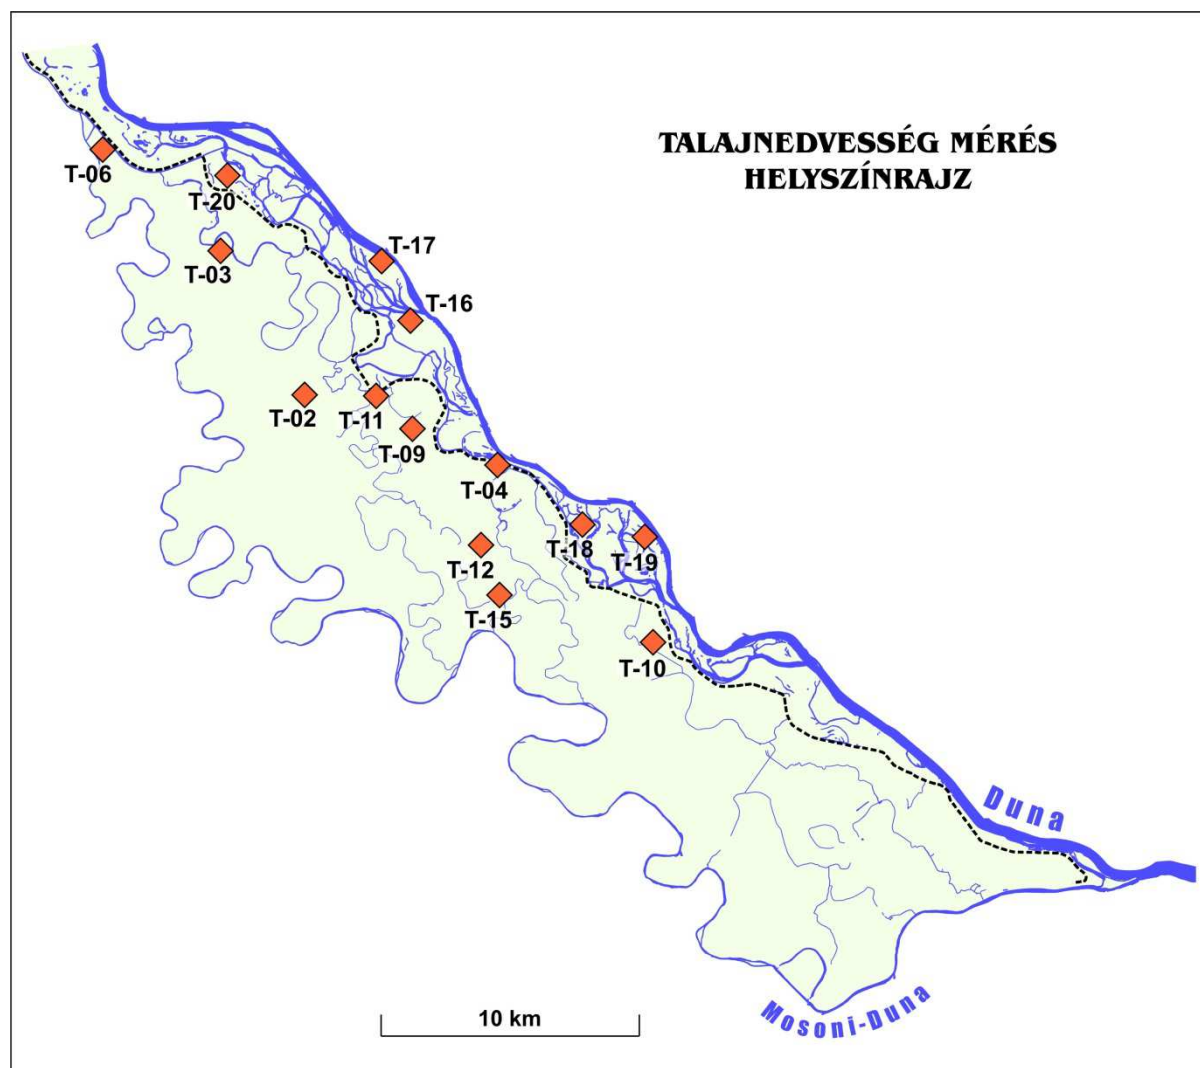 TALAJNEDVESSÉG MÉRÉS
HELYSZÍNRAJZ
T-06
T-20
T-03
T-17
T-16
T-02
T-11
T-09
T-04
T-18
T-19
T-12
T-15
T-10
Duna
Mosoni-Duna
10 km